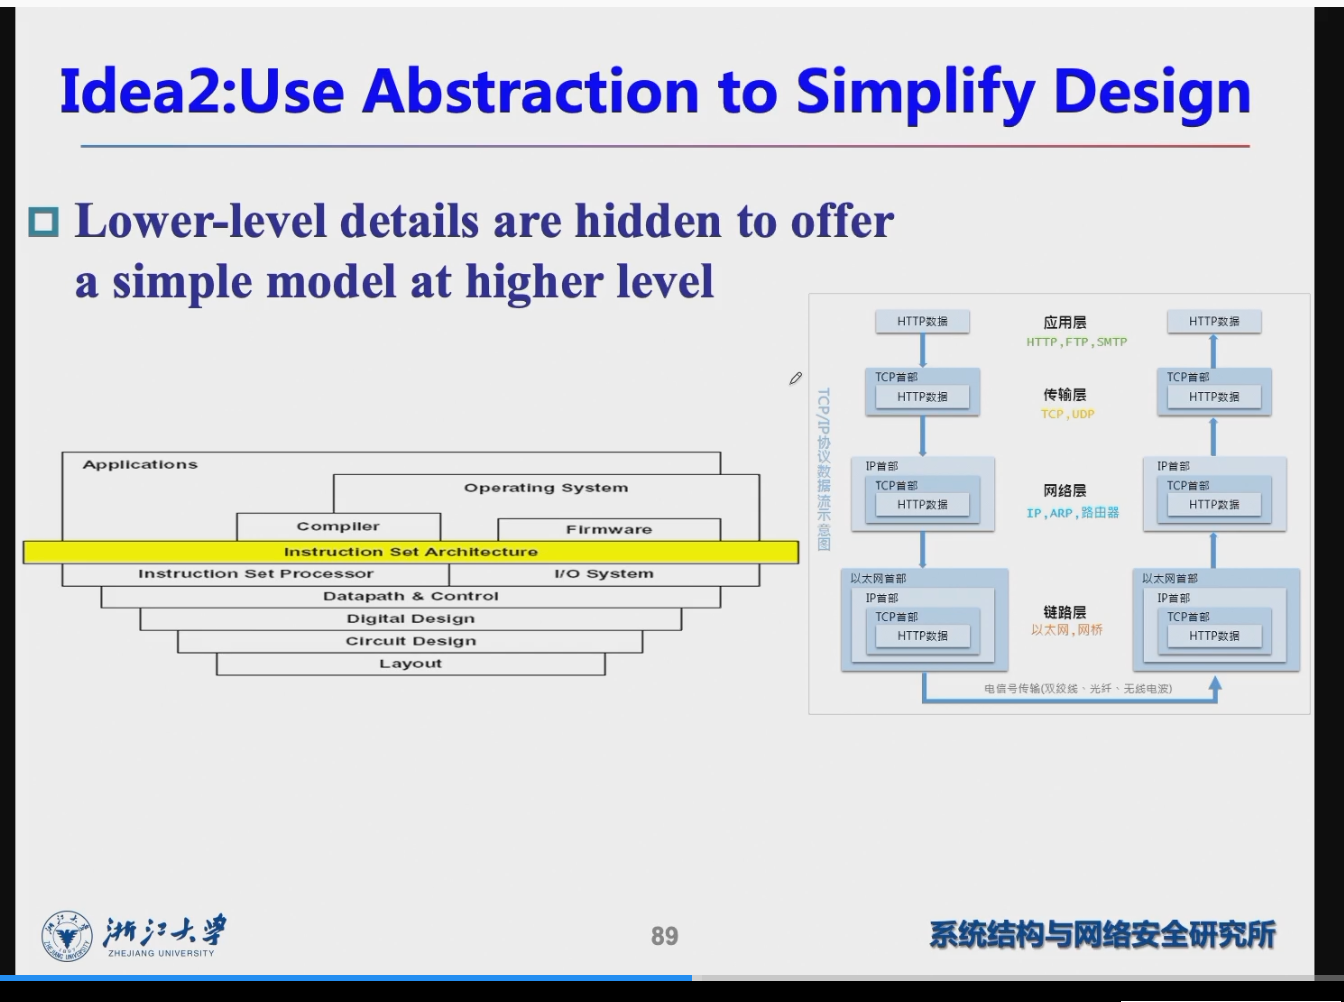 Idea2:Use Abstraction to Simplify Design
Lower-level details are hidden to offer
a simple model at higher level
Applications
Operating System
Compiler
Firmware
Instruction Set Architecture
Instruction Set Processor
I/O System
Datapath & Control
Digital Design
Circuit Design
Layout
TCP/IP协议数据流示意图
HTTP数据
应用层
HTTP数据
HTTP,FTP,SMTP
TCP首部
HTTP数据
传输层
TCP,UDP
TCP首部
HTTP数据
IP首部
TCP首部
HTTP数据
网络层
IP,ARP,路由器
IP首部
TCP首部
HTTP数据
以太网首部
IP首部
TCP首部
HTTP数据
链路层
以太网,网桥
以太网首部
IP首部
TCP首部
HTTP数据
电信号传输(双绞线、光纤、无线电波)
浙江大学
ZHEJIANG UNIVERSITY
89
系统结构与网络安全研究所